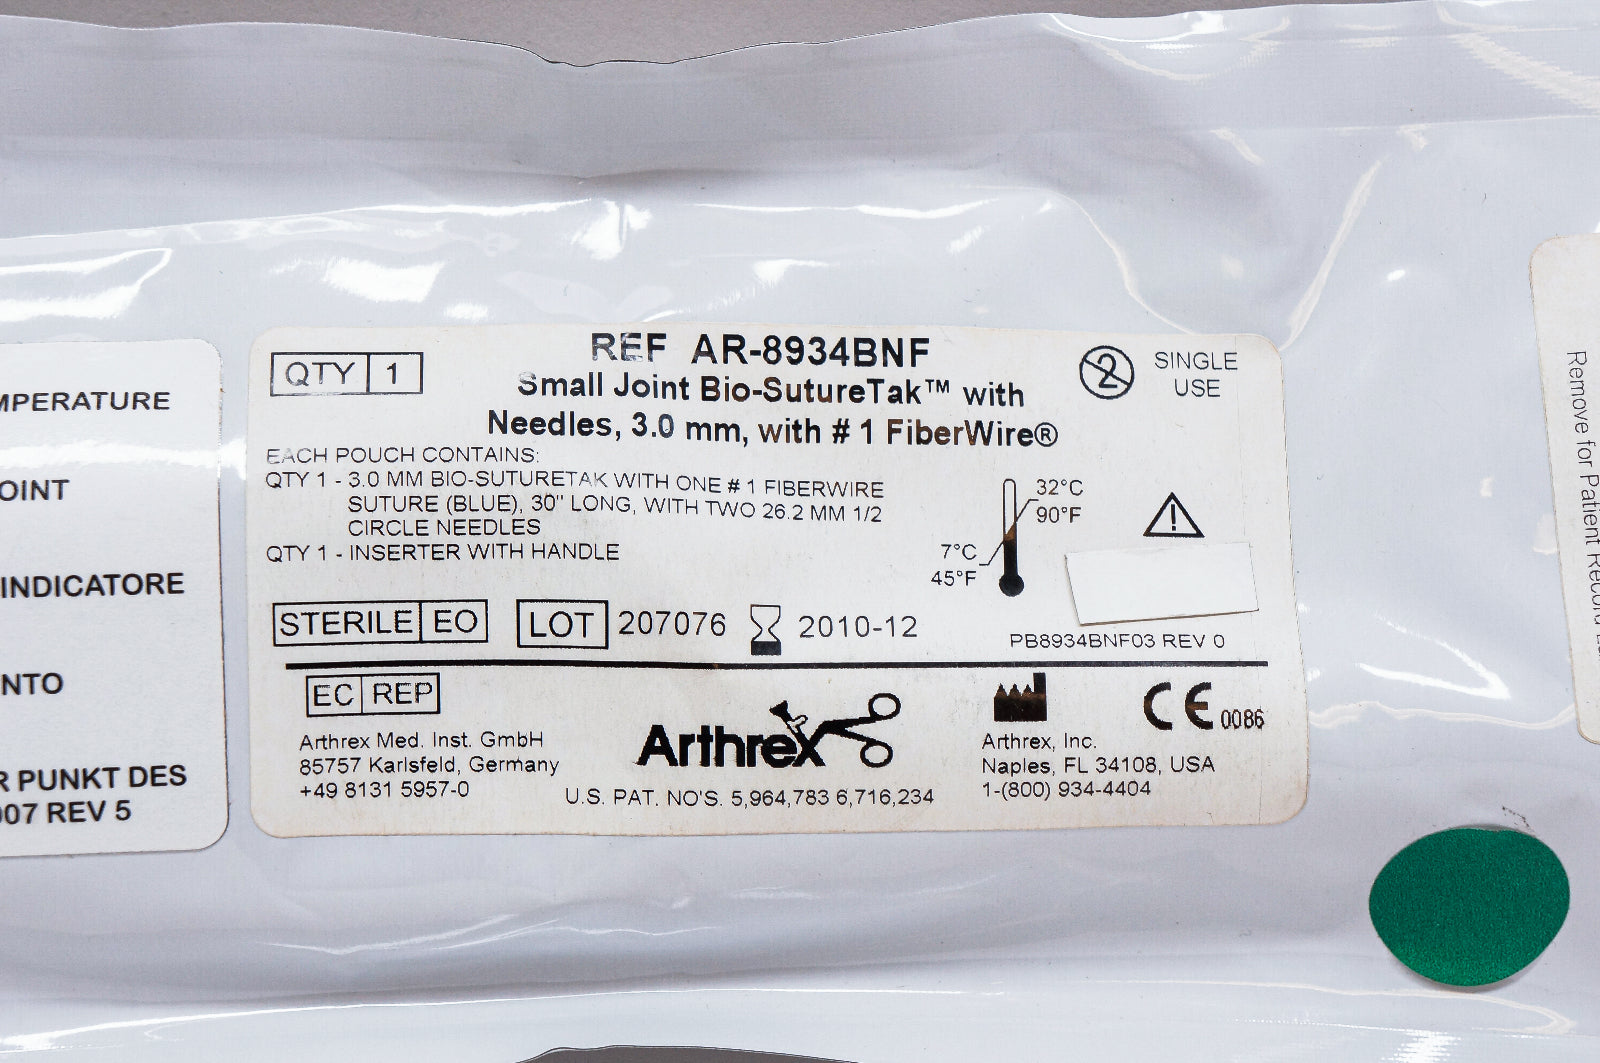 MPERATURE
OINT
INDICATORE
NTO
R PUNKT DES
007 REV 5
QTY 1
REF AR-8934BNF
Small Joint Bio-SutureTak™ with
Needles, 3.0 mm, with # 1 FiberWire®
2 SINGLE
USE
EACH POUCH CONTAINS:
QTY 1 - 3.0 MM BIO-SUTURETAK WITH ONE # 1 FIBERWIRE
SUTURE (BLUE), 30" LONG, WITH TWO 26.2 MM 1/2
CIRCLE NEEDLES
QTY 1 - INSERTER WITH HANDLE
32°C
90°F
7°C
45°F
!
STERILE EO LOT 207076 2010-12
PB8934BNF03 REV 0
EC REP
Arthrex Med. Inst. GmbH
85757 Karlsfeld, Germany
+49 8131 5957-0
Arthrex
U.S. PAT. NO'S. 5,964,783 6,716,234
CE 0086
Arthrex, Inc.
Naples, FL 34108, USA
1-(800) 934-4404
Remove for Patient Record